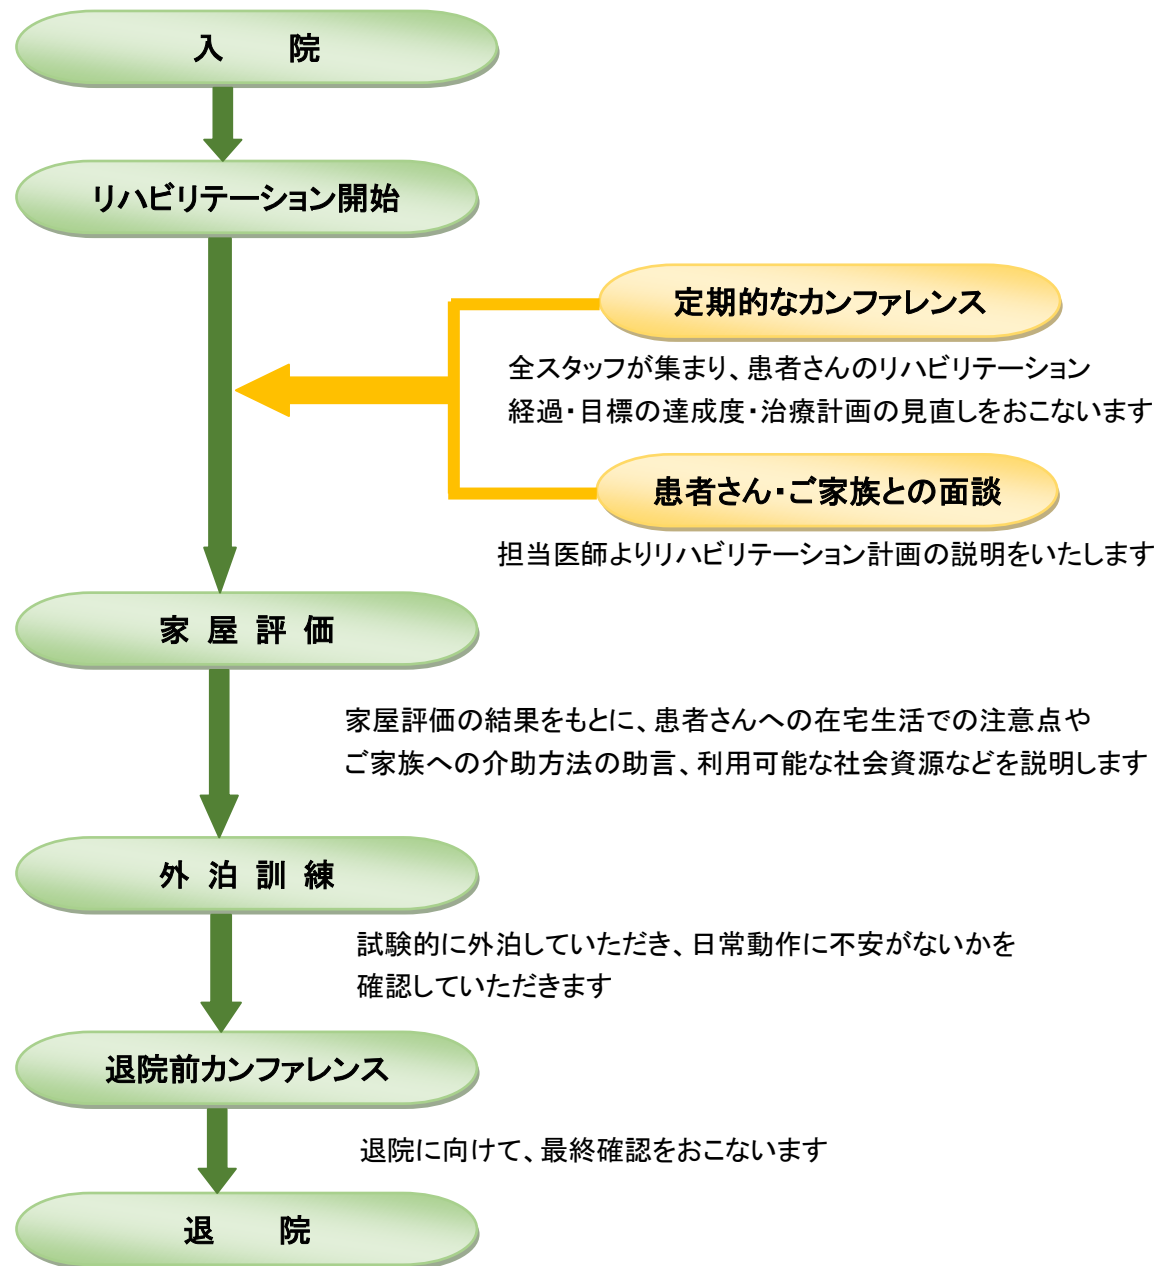 入　　院
リハビリテーション開始
定期的なカンファレンス
全スタッフが集まり、患者さんのリハビリテーション
経過・目標の達成度・治療計画の見直しをおこないます
患者さん・ご家族との面談
担当医師よりリハビリテーション計画の説明をいたします
家 屋 評 価
家屋評価の結果をもとに、患者さんへの在宅生活での注意点や
ご家族への介助方法の助言、利用可能な社会資源などを説明します
外 泊 訓 練
試験的に外泊していただき、日常動作に不安がないかを
確認していただきます
退院前カンファレンス
退院に向けて、最終確認をおこないます
退　　院